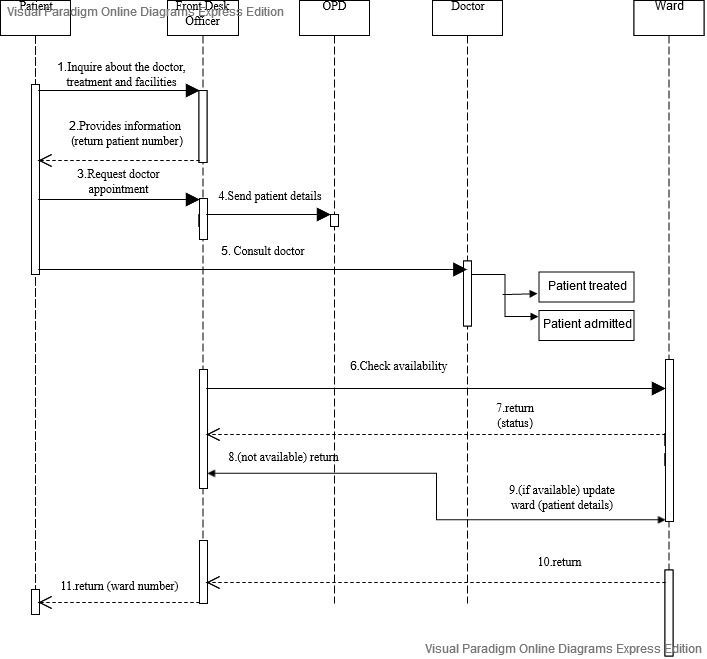 Visual Paradigm Online Diagrams Express Edition
Patient
Front Desk
Officer
OPD
Doctor
Ward
1.Inquire about the doctor,
treatment and facilities
2.Provides information
(return patient number)
3.Request doctor
appointment
4.Send patient details
5. Consult doctor
Patient treated
Patient admitted
6.Check availability
7.return
(status)
8.(not available) return
9.(if available) update
ward (patient details)
10.return
11.return (ward number)
Visual Paradigm Online Diagrams Express Edition